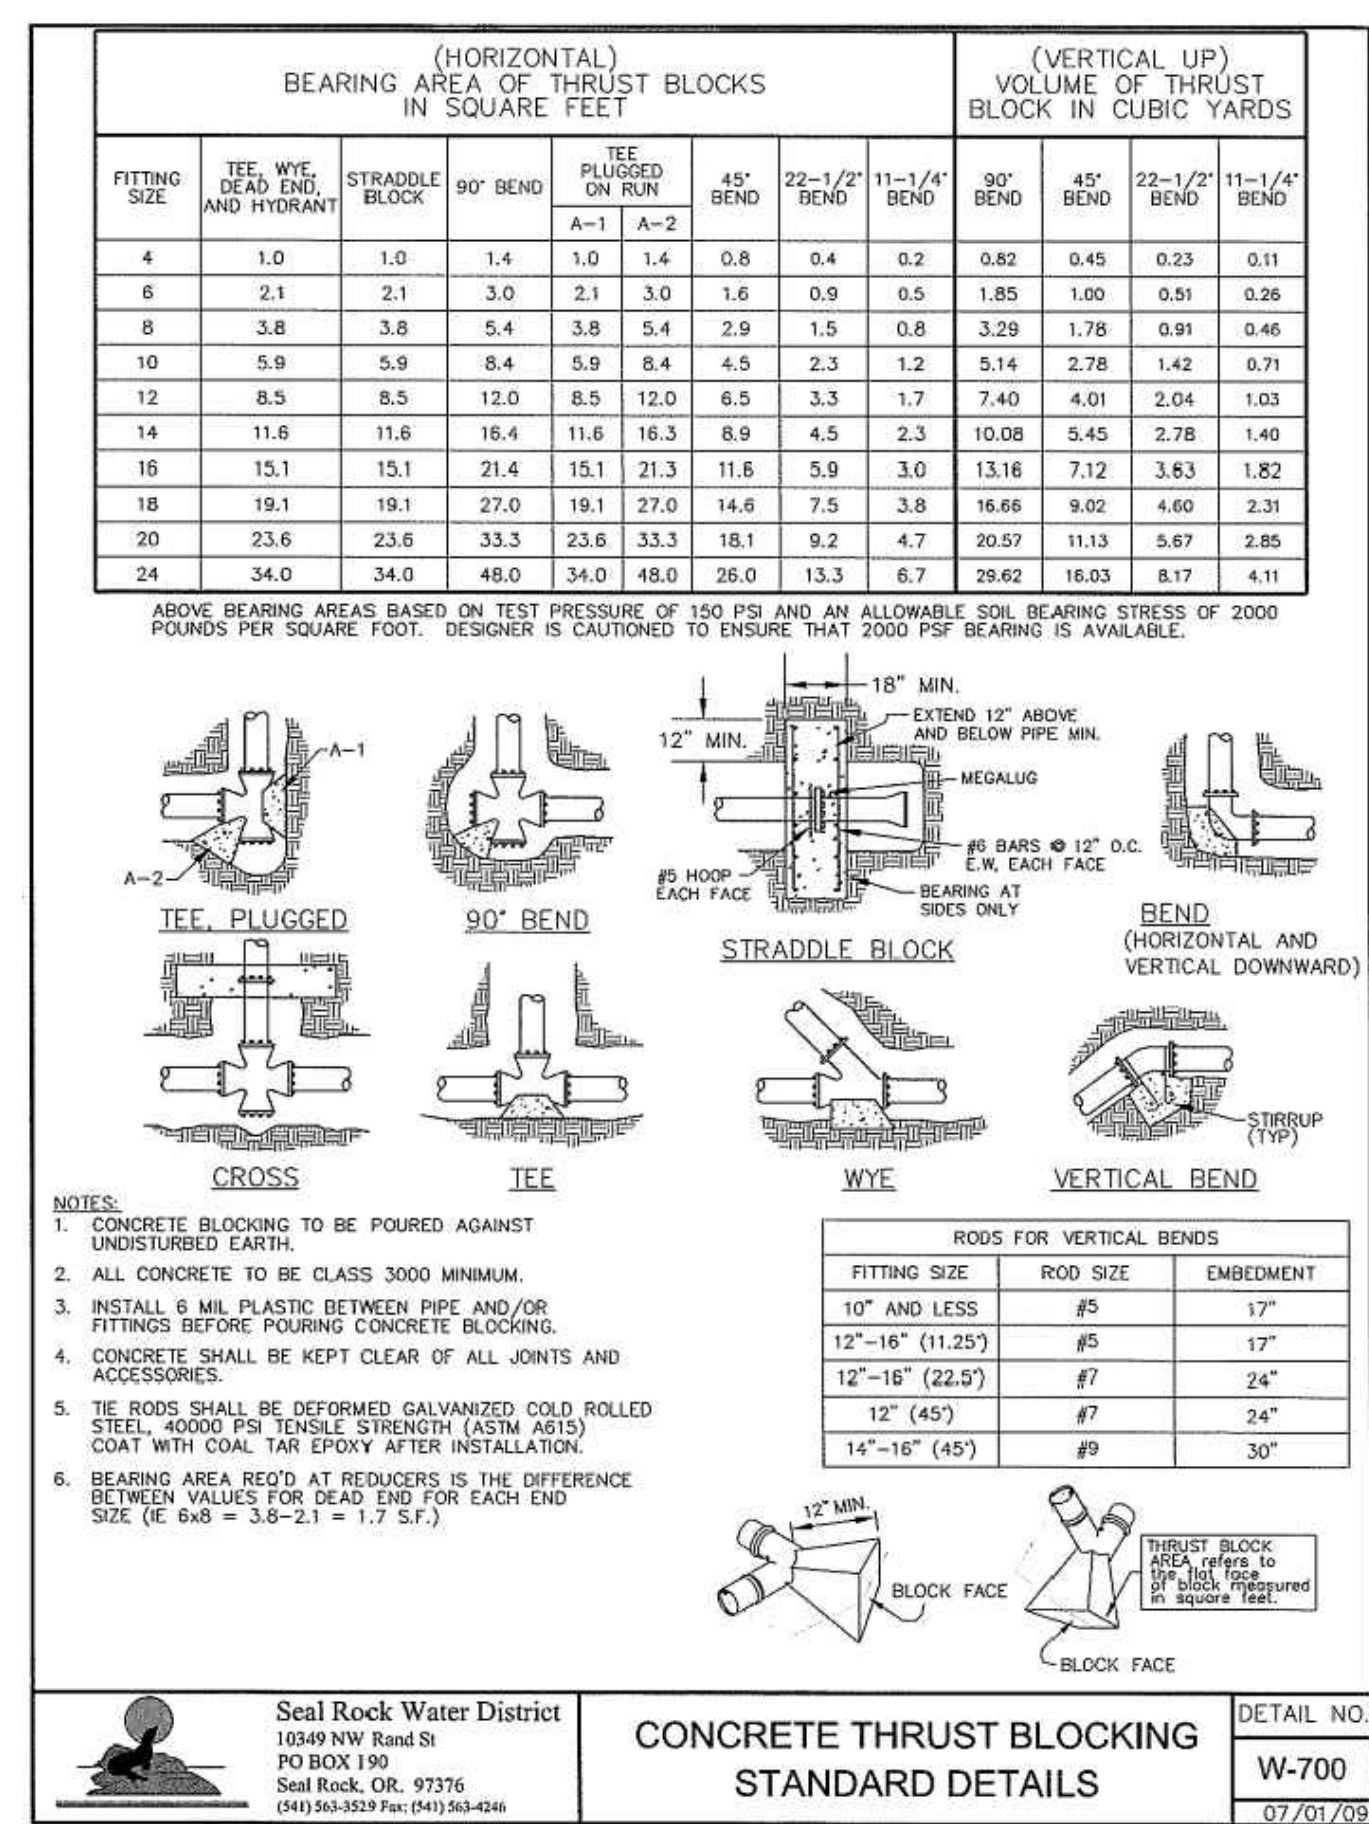 (HORIZONTAL)
BEARING AREA OF THRUST BLOCKS
IN SQUARE FEET
(VERTICAL UP)
VOLUME OF THRUST
BLOCK IN CUBIC YARDS
FITTING SIZE | TEE, WYE, DEAD END, AND HYDRANT | STRADDLE BLOCK | 90° BEND | TEE PLUGGED ON RUN | 45° BEND | 22-1/2° BEND | 11-1/4° BEND | 90° BEND | 45° BEND | 22-1/2° BEND | 11-1/4° BEND
A-1 A-2
4 1.0 1.0 1.4 1.0 1.4 0.8 0.4 0.2 0.82 0.45 0.23 0.11
6 2.1 2.1 3.0 2.1 3.0 1.6 0.9 0.5 1.85 1.00 0.51 0.26
8 3.8 3.8 5.4 3.8 5.4 2.9 1.5 0.8 3.29 1.78 0.91 0.46
10 5.9 5.9 8.4 5.9 8.4 4.5 2.3 1.2 5.14 2.78 1.42 0.71
12 8.5 8.5 12.0 8.5 12.0 6.5 3.3 1.7 7.40 4.01 2.04 1.03
14 11.6 11.6 16.4 11.6 16.3 8.9 4.5 2.3 10.08 5.45 2.78 1.40
16 15.1 15.1 21.4 15.1 21.3 11.6 5.9 3.0 13.16 7.12 3.63 1.82
18 19.1 19.1 27.0 19.1 27.0 14.6 7.5 3.8 16.66 9.02 4.60 2.31
20 23.6 23.6 33.3 23.6 33.3 18.1 9.2 4.7 20.57 11.13 5.67 2.85
24 34.0 34.0 48.0 34.0 48.0 26.0 13.3 6.7 29.62 16.03 8.17 4.11
ABOVE BEARING AREAS BASED ON TEST PRESSURE OF 150 PSI AND AN ALLOWABLE SOIL BEARING STRESS OF 2000
POUNDS PER SQUARE FOOT. DESIGNER IS CAUTIONED TO ENSURE THAT 2000 PSF BEARING IS AVAILABLE.
A-1
A-2
TEE, PLUGGED
90° BEND
18" MIN.
12" MIN.
EXTEND 12" ABOVE
AND BELOW PIPE MIN.
MEGALUG
#6 BARS @ 12" O.C.
E.W. EACH FACE
#5 HOOP
EACH FACE
BEARING AT
SIDES ONLY
STRADDLE BLOCK
BEND
(HORIZONTAL AND
VERTICAL DOWNWARD)
CROSS
TEE
WYE
STIRRUP
(TYP)
VERTICAL BEND
NOTES:
1. CONCRETE BLOCKING TO BE POURED AGAINST
UNDISTURBED EARTH.
2. ALL CONCRETE TO BE CLASS 3000 MINIMUM.
3. INSTALL 6 MIL PLASTIC BETWEEN PIPE AND/OR
FITTINGS BEFORE POURING CONCRETE BLOCKING.
4. CONCRETE SHALL BE KEPT CLEAR OF ALL JOINTS AND
ACCESSORIES.
5. TIE RODS SHALL BE DEFORMED GALVANIZED COLD ROLLED
STEEL, 40000 PSI TENSILE STRENGTH (ASTM A615)
COAT WITH COAL TAR EPOXY AFTER INSTALLATION.
6. BEARING AREA REQ'D AT REDUCERS IS THE DIFFERENCE
BETWEEN VALUES FOR DEAD END FOR EACH END
SIZE (IE 6x8 = 3.8-2.1 = 1.7 S.F.)
RODS FOR VERTICAL BENDS
FITTING SIZE ROD SIZE EMBEDMENT
10" AND LESS #5 17"
12"-16" (11.25°) #5 17"
12"-16" (22.5°) #7 24"
12" (45°) #7 24"
14"-16" (45°) #9 30"
12" MIN.
BLOCK FACE
THRUST BLOCK
AREA refers to
the flat face
of block measured
in square feet.
BLOCK FACE
Seal Rock Water District
10349 NW Rand St
PO BOX 190
Seal Rock, OR. 97376
(541) 563-3529 Fax: (541) 563-4246
CONCRETE THRUST BLOCKING
STANDARD DETAILS
DETAIL NO.
W-700
07/01/09